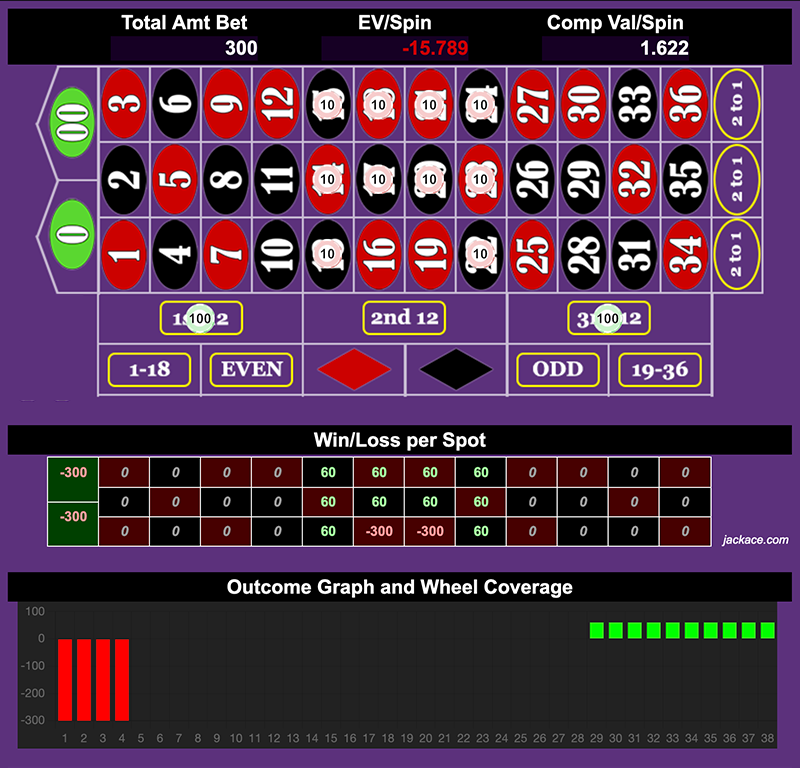 Total Amt Bet EV/Spin Comp Val/Spin
300 -15.789 1.622
00 3 6 9 12 10 10 10 10 27 30 33 36 2 to 1
2 5 8 11 10 10 10 10 26 29 32 35 2 to 1
0 1 4 7 10 10 16 19 10 25 28 31 34 2 to 1
100 2nd 12 100
1-18 EVEN ODD 19-36
Win/Loss per Spot
-300 0 0 0 0 60 60 60 60 0 0 0 0
0 0 0 0 60 60 60 60 0 0 0 0
-300 0 0 0 0 60 -300 -300 60 0 0 0 0
jackace.com
Outcome Graph and Wheel Coverage
100
0
-100
-200
-300
1 2 3 4 5 6 7 8 9 10 11 12 13 14 15 16 17 18 19 20 21 22 23 24 25 26 27 28 29 30 31 32 33 34 35 36 37 38